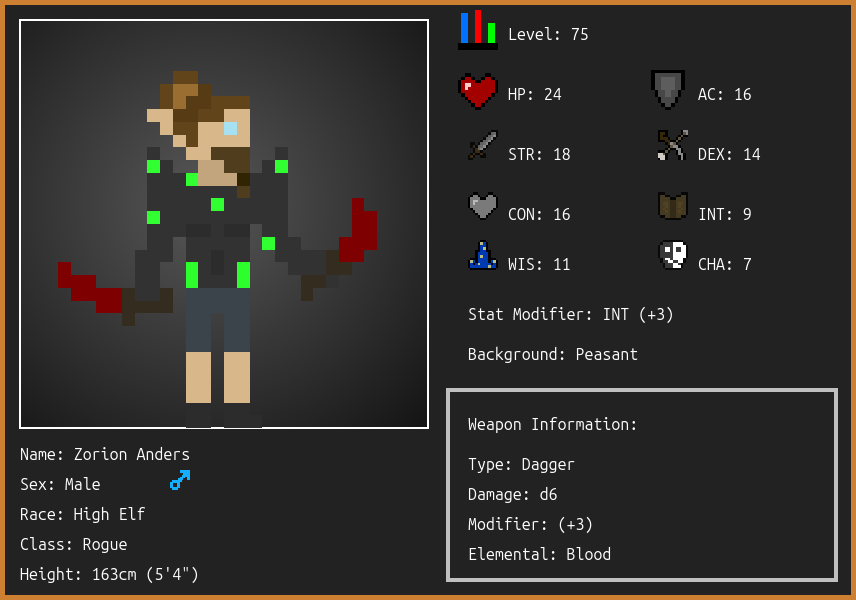 Level: 75
HP: 24
AC: 16
STR: 18
DEX: 14
CON: 16
INT: 9
WIS: 11
CHA: 7
Stat Modifier: INT (+3)
Background: Peasant
Weapon Information:
Type: Dagger
Damage: d6
Modifier: (+3)
Elemental: Blood
Name: Zorion Anders
Sex: Male
Race: High Elf
Class: Rogue
Height: 163cm (5'4")